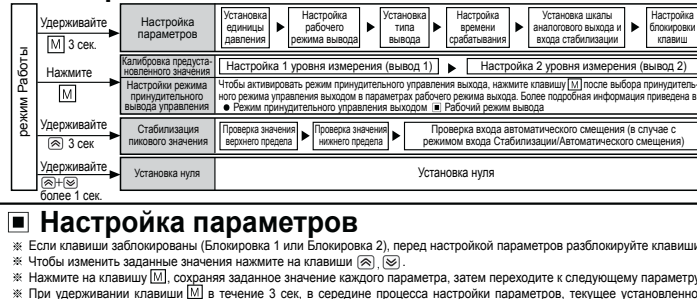 режим Работы
Удерживайте
M 3 сек.
Настройка параметров
Установка единицы давления ▶ Настройка рабочего режима вывода ▶ Установка типа вывода ▶ Настройка времени срабатывания ▶ Установка шкалы аналогового выхода и входа стабилизации ▶ Настройка блокировки клавиш
Нажмите
M
Калибровка предуста-
новленного значения
Настройка 1 уровня измерения (вывод 1) ▶ Настройка 2 уровня измерения (вывод 2)
Настройки режима
принудительного
вывода управления
Чтобы активировать режим принудительного управления выхода, нажмите клавишу M после выбора принудитель-
ного режима управления выходом в параметрах рабочего режима выхода. Более подробная информация приведена в
● Режим принудительного управления выходом ▣ Рабочий режим вывода
Удерживайте
3 сек
Стабилизация
пикового значения
Проверка значения верхнего предела ▶ Проверка значения нижнего предела ▶ Проверка входа автоматического смещения (в случае с режимом входа Стабилизации/Автоматического смещения)
Удерживайте
+
более 1 сек.
Установка нуля
Установка нуля
▣ Настройка параметров
※ Если клавиши заблокированы (Блокировка 1 или Блокировка 2), перед настройкой параметров разблокируйте клавиши
※ Чтобы изменить заданные значения нажмите на клавиши , .
※ Нажмите на клавишу M, сохраняя заданное значение каждого параметра, затем переходите к следующему параметру
※ При удерживании клавиши M в течение 3 сек, в середине процесса настройки параметров, текущее установленн